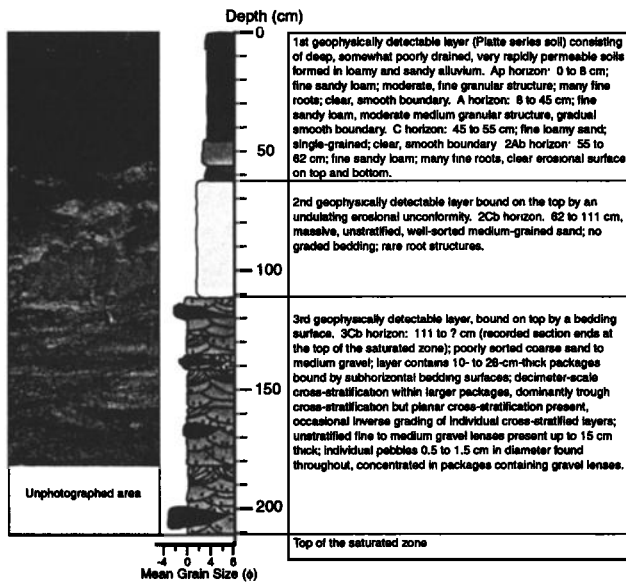 Depth (cm)
0
50
100
150
200
1st geophysically detectable layer (Platte series soil) consisting
of deep, somewhat poorly drained, very rapidly permeable soils
formed in loamy and sandy alluvium. Ap horizon· 0 to 8 cm;
fine sandy loam; moderate, fine granular structure; many fine
roots; clear, smooth boundary. A horizon: 8 to 45 cm; fine
sandy loam, moderate medium granular structure, gradual
smooth boundary. C horizon: 45 to 55 cm; fine loamy sand;
single-grained; clear, smooth boundary 2Ab horizon· 55 to
62 cm; fine sandy loam; many fine roots, clear erosional surface
on top and bottom.
2nd geophysically detectable layer bound on the top by an
undulating erosional unconformity. 2Cb horizon. 62 to 111 cm,
massive, unstratified, well-sorted medium-grained sand; no
graded bedding; rare root structures.
3rd geophysically detectable layer, bound on top by a bedding
surface. 3Cb horizon: 111 to ? cm (recorded section ends at
the top of the saturated zone); poorly sorted coarse sand to
medium gravel; layer contains 10- to 26-cm-thick packages
bound by subhorizontal bedding surfaces; decimeter-scale
cross-stratification within larger packages, dominantly trough
cross-stratification but planar cross-stratification present,
occasional inverse grading of individual cross-stratified layers;
unstratified fine to medium gravel lenses present up to 15 cm
thick; individual pebbles 0.5 to 1.5 cm in diameter found
throughout, concentrated in packages containing gravel lenses.
Unphotographed area
Top of the saturated zone
-4 0 4 8
Mean Grain Size (ϕ)